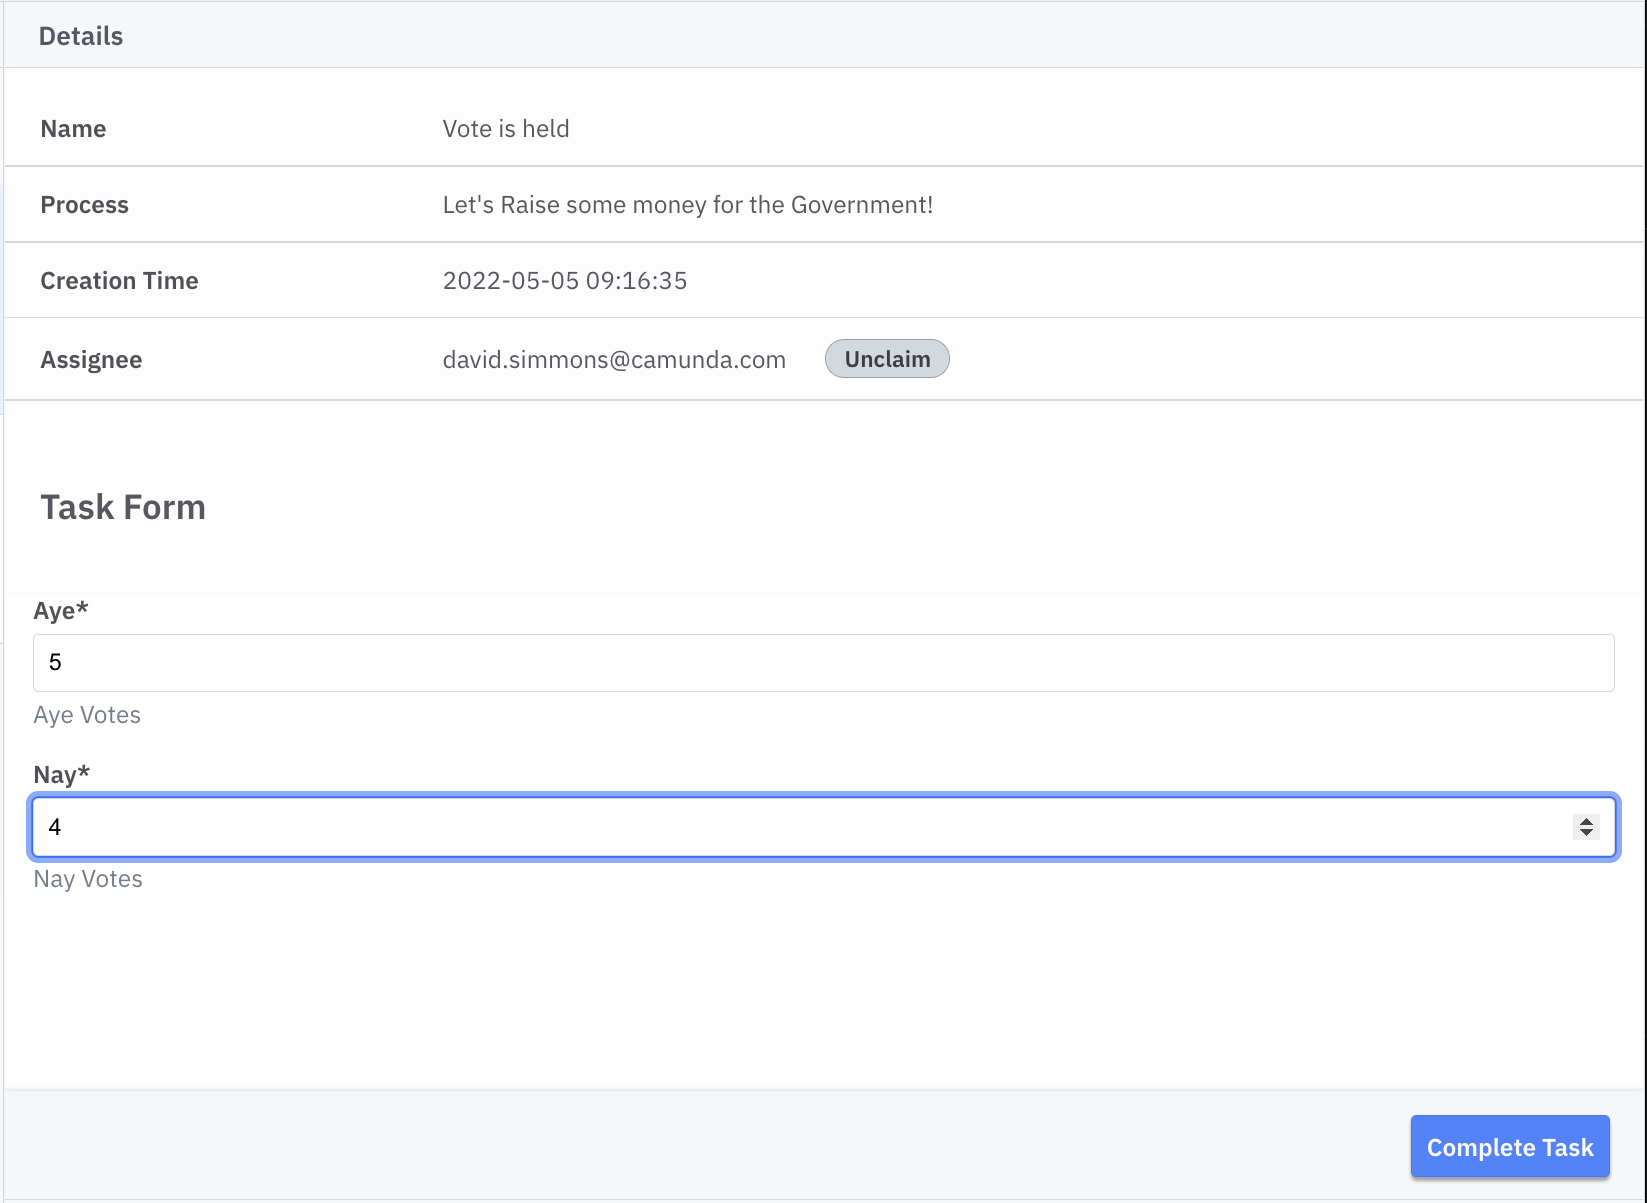 Details
Name Vote is held
Process Let's Raise some money for the Government!
Creation Time 2022-05-05 09:16:35
Assignee david.simmons@camunda.com Unclaim
Task Form
Aye*
5
Aye Votes
Nay*
4
Nay Votes
Complete Task